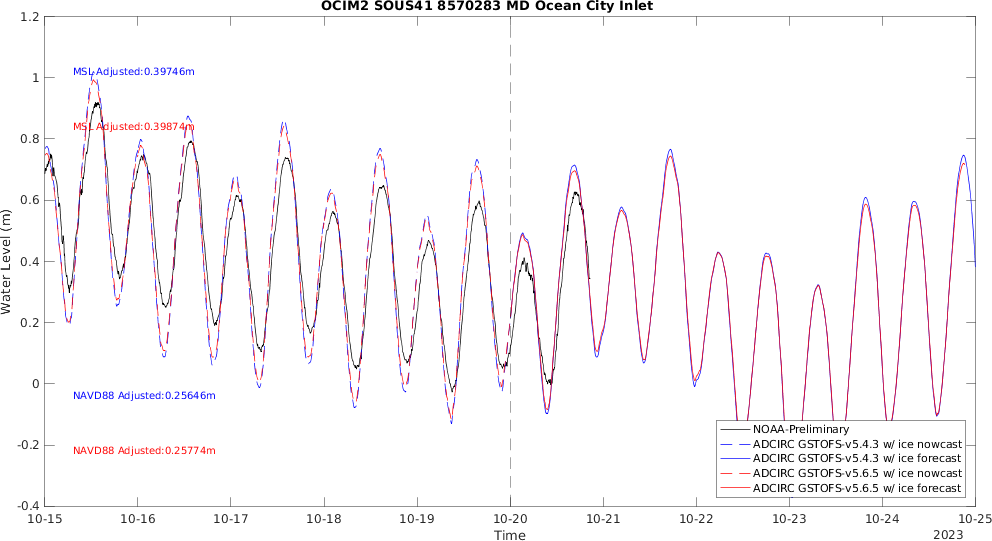 OCIM2 SOUS41 8570283 MD Ocean City Inlet
1.2
1
0.8
0.6
0.4
0.2
0
-0.2
-0.4
Water Level (m)
MSL Adjusted:0.39746m
MSL Adjusted:0.39874m
NAVD88 Adjusted:0.25646m
NAVD88 Adjusted:0.25774m
NOAA-Preliminary
ADCIRC GSTOFS-v5.4.3 w/ ice nowcast
ADCIRC GSTOFS-v5.4.3 w/ ice forecast
ADCIRC GSTOFS-v5.6.5 w/ ice nowcast
ADCIRC GSTOFS-v5.6.5 w/ ice forecast
10-15 10-16 10-17 10-18 10-19 10-20 10-21 10-22 10-23 10-24 10-25
Time
2023